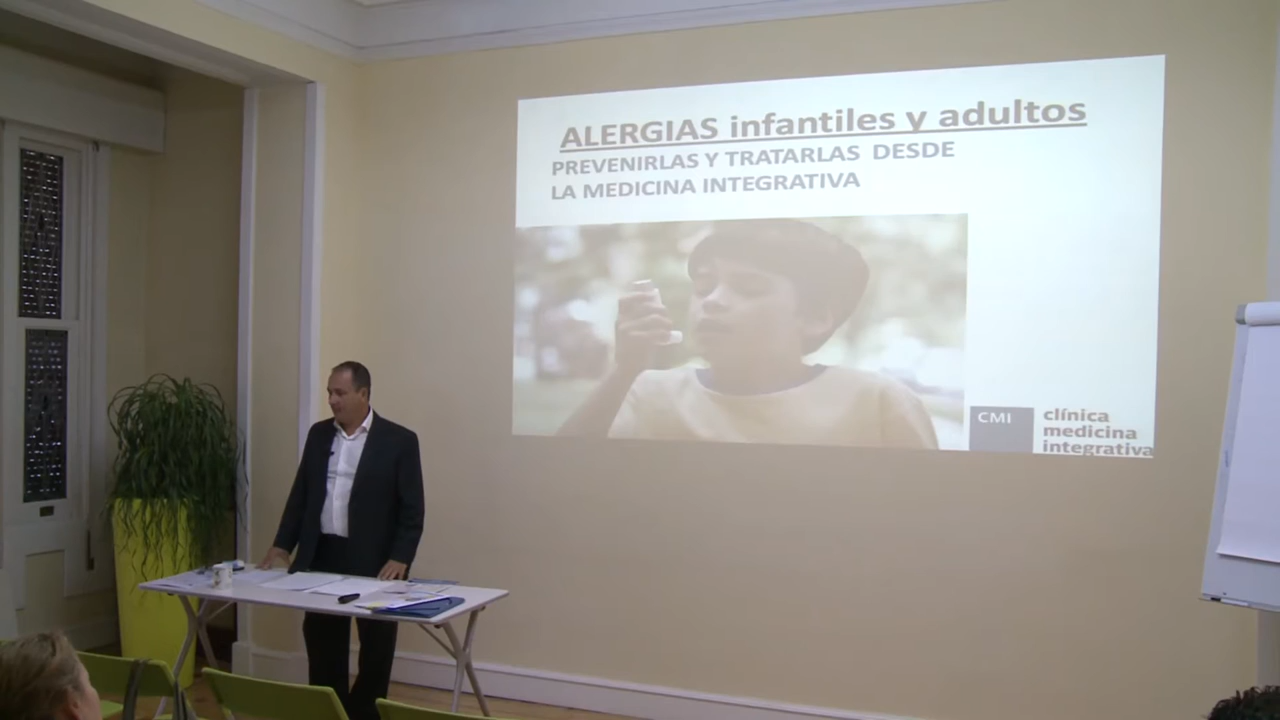 ALERGIAS infantiles y adultos
PREVENIRLAS Y TRATARLAS DESDE
LA MEDICINA INTEGRATIVA
CMI
clínica
medicina
integrativa